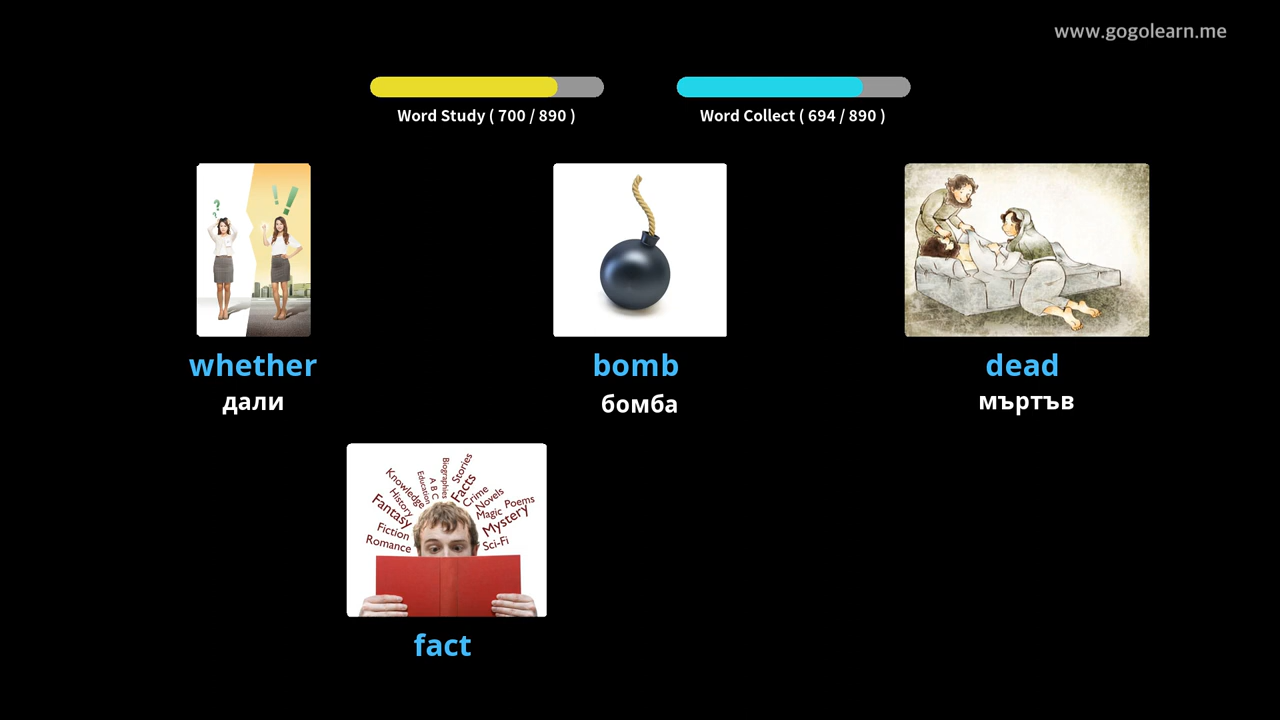 www.gogolearn.me
Word Study ( 700 / 890 )
Word Collect ( 694 / 890 )
? ?
! !
whether
bomb
dead
дали
бомба
мъртъв
Knowledge
History
Education
A B C
Biographies
Stories
Facts
Crime
Novels
Magic
Poems
Mystery
Fantasy
Fiction
Romance
Sci-Fi
fact